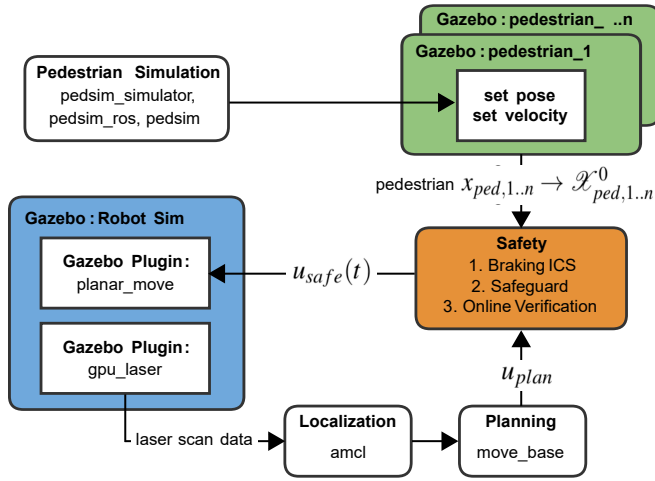 Gazebo: pedestrian_ ..n
Gazebo: pedestrian_1
Pedestrian Simulation
pedsim_simulator,
pedsim_ros, pedsim
set pose
set velocity
pedestrian x_{ped,1..n} → 𝒳^0_{ped,1..n}
Gazebo: Robot Sim
Gazebo Plugin:
planar_move
u_{safe}(t)
Safety
1. Braking ICS
2. Safeguard
3. Online Verification
Gazebo Plugin:
gpu_laser
u_{plan}
laser scan data
Localization
amcl
Planning
move_base